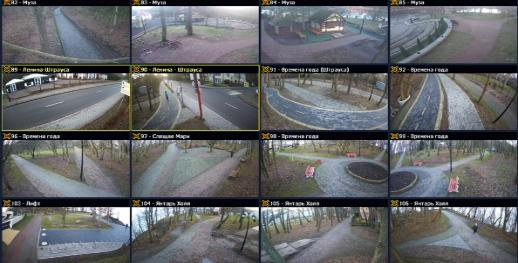 82 - Муза
83 - Муза
84 - Муза
85 - Муза
89 - Ленина-Штрауса
90 - Ленина - Штрауса
91 - Времена года (Штрауса)
92 - Времена года
96 - Времена года
97 - Спящая Мари
98 - Времена года
99 - Времена года
103 - Лифт
104 - Янтарь Холл
105 - Янтарь Холл
106 - Янтарь Холл